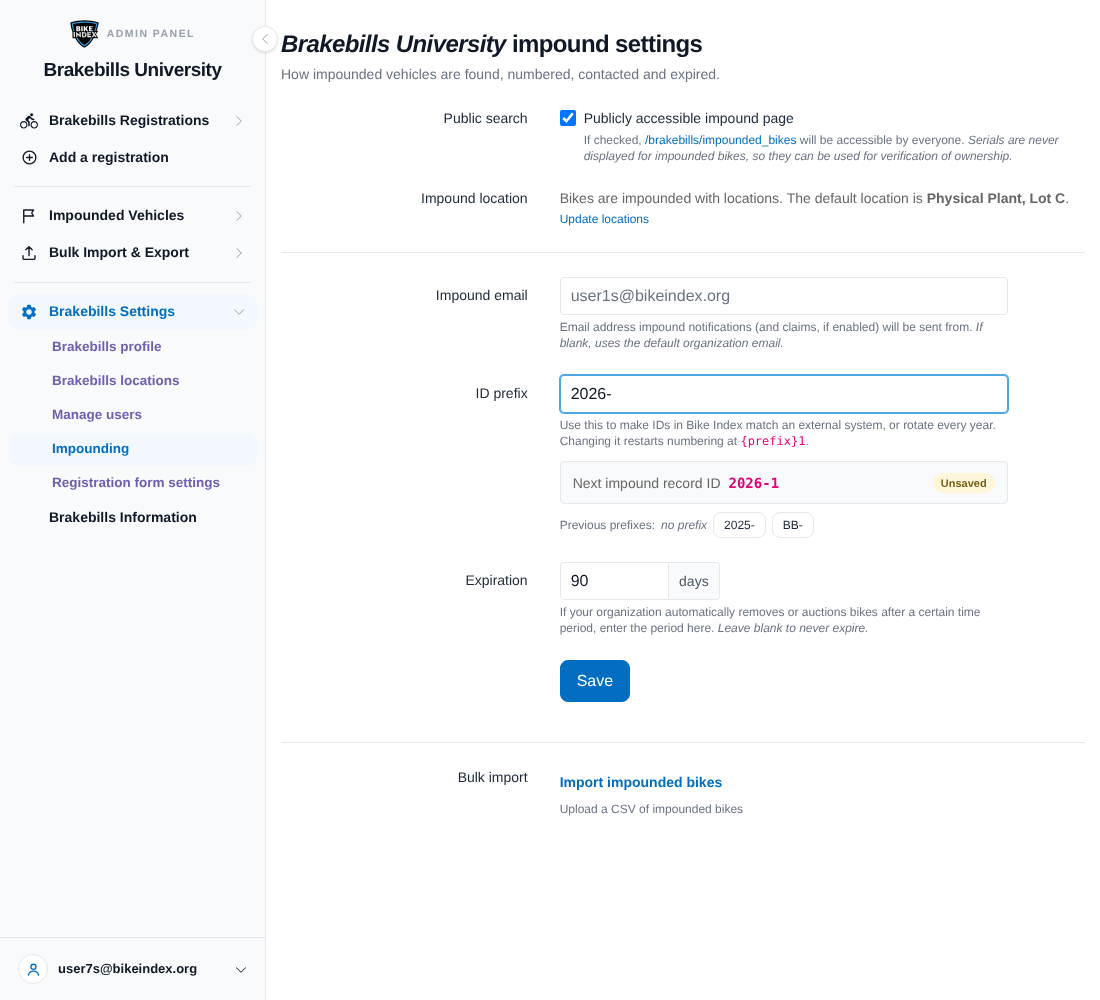 BIKE INDEX ADMIN PANEL
Brakebills University
Brakebills Registrations
Add a registration
Impounded Vehicles
Bulk Import & Export
Brakebills Settings
Brakebills profile
Brakebills locations
Manage users
Impounding
Registration form settings
Brakebills Information
user7s@bikeindex.org
Brakebills University impound settings
How impounded vehicles are found, numbered, contacted and expired.
Public search
Publicly accessible impound page
If checked, /brakebills/impounded_bikes will be accessible by everyone. Serials are never
displayed for impounded bikes, so they can be used for verification of ownership.
Impound location
Bikes are impounded with locations. The default location is Physical Plant, Lot C.
Update locations
Impound email
user1s@bikeindex.org
Email address impound notifications (and claims, if enabled) will be sent from. If
blank, uses the default organization email.
ID prefix
2026-
Use this to make IDs in Bike Index match an external system, or rotate every year.
Changing it restarts numbering at {prefix}1.
Next impound record ID 2026-1 Unsaved
Previous prefixes: no prefix 2025- BB-
Expiration
90 days
If your organization automatically removes or auctions bikes after a certain time
period, enter the period here. Leave blank to never expire.
Save
Bulk import
Import impounded bikes
Upload a CSV of impounded bikes